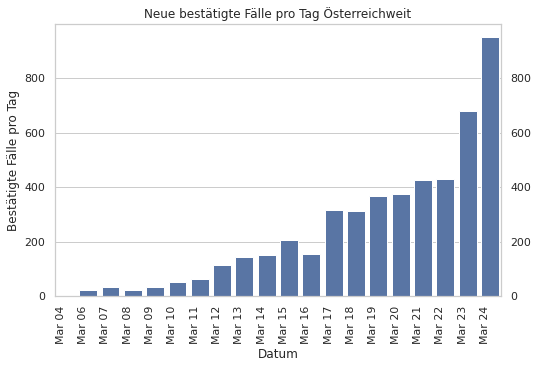 Neue bestätigte Fälle pro Tag Österreichweit
Bestätigte Fälle pro Tag
800
600
400
200
0
800
600
400
200
0
Mar 04
Mar 06
Mar 07
Mar 08
Mar 09
Mar 10
Mar 11
Mar 12
Mar 13
Mar 14
Mar 15
Mar 16
Mar 17
Mar 18
Mar 19
Mar 20
Mar 21
Mar 22
Mar 23
Mar 24
Datum